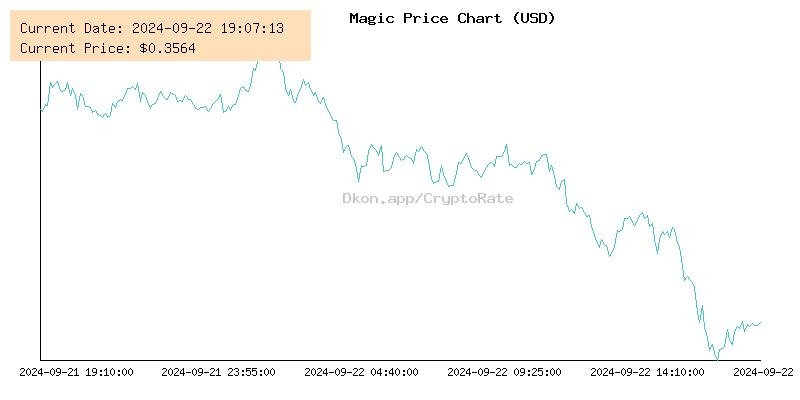 Magic Price Chart (USD)
Current Date: 2024-09-22 19:07:13
Current Price: $0.3564
Dkon.app/CryptoRate
2024-09-21 19:10:00 2024-09-21 23:55:00 2024-09-22 04:40:00 2024-09-22 09:25:00 2024-09-22 14:10:00 2024-09-22